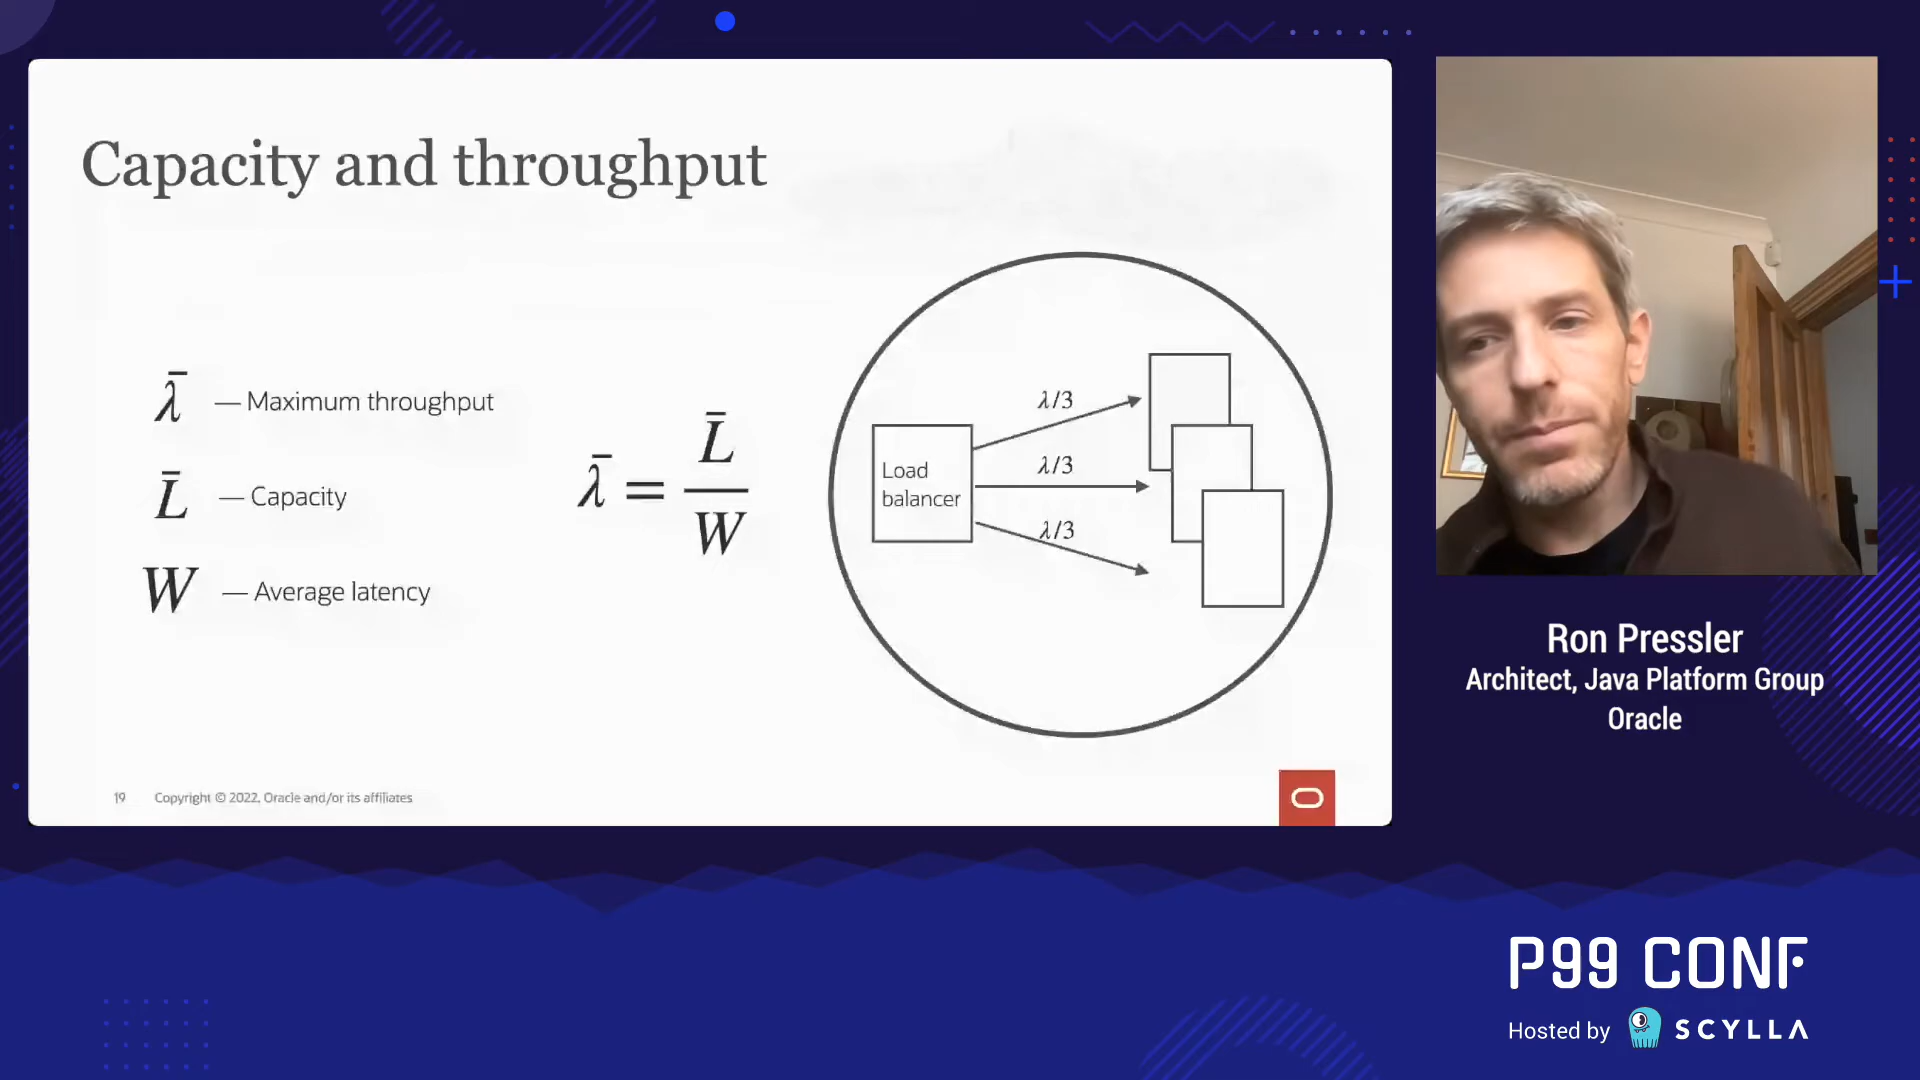 Capacity and throughput
λ̄ — Maximum throughput
L̄ — Capacity
W — Average latency
λ̄ = L̄ / W
Load
balancer
λ/3
λ/3
λ/3
19 Copyright © 2022, Oracle and/or its affiliates
Ron Pressler
Architect, Java Platform Group
Oracle
P99 CONF
Hosted by SCYLLA